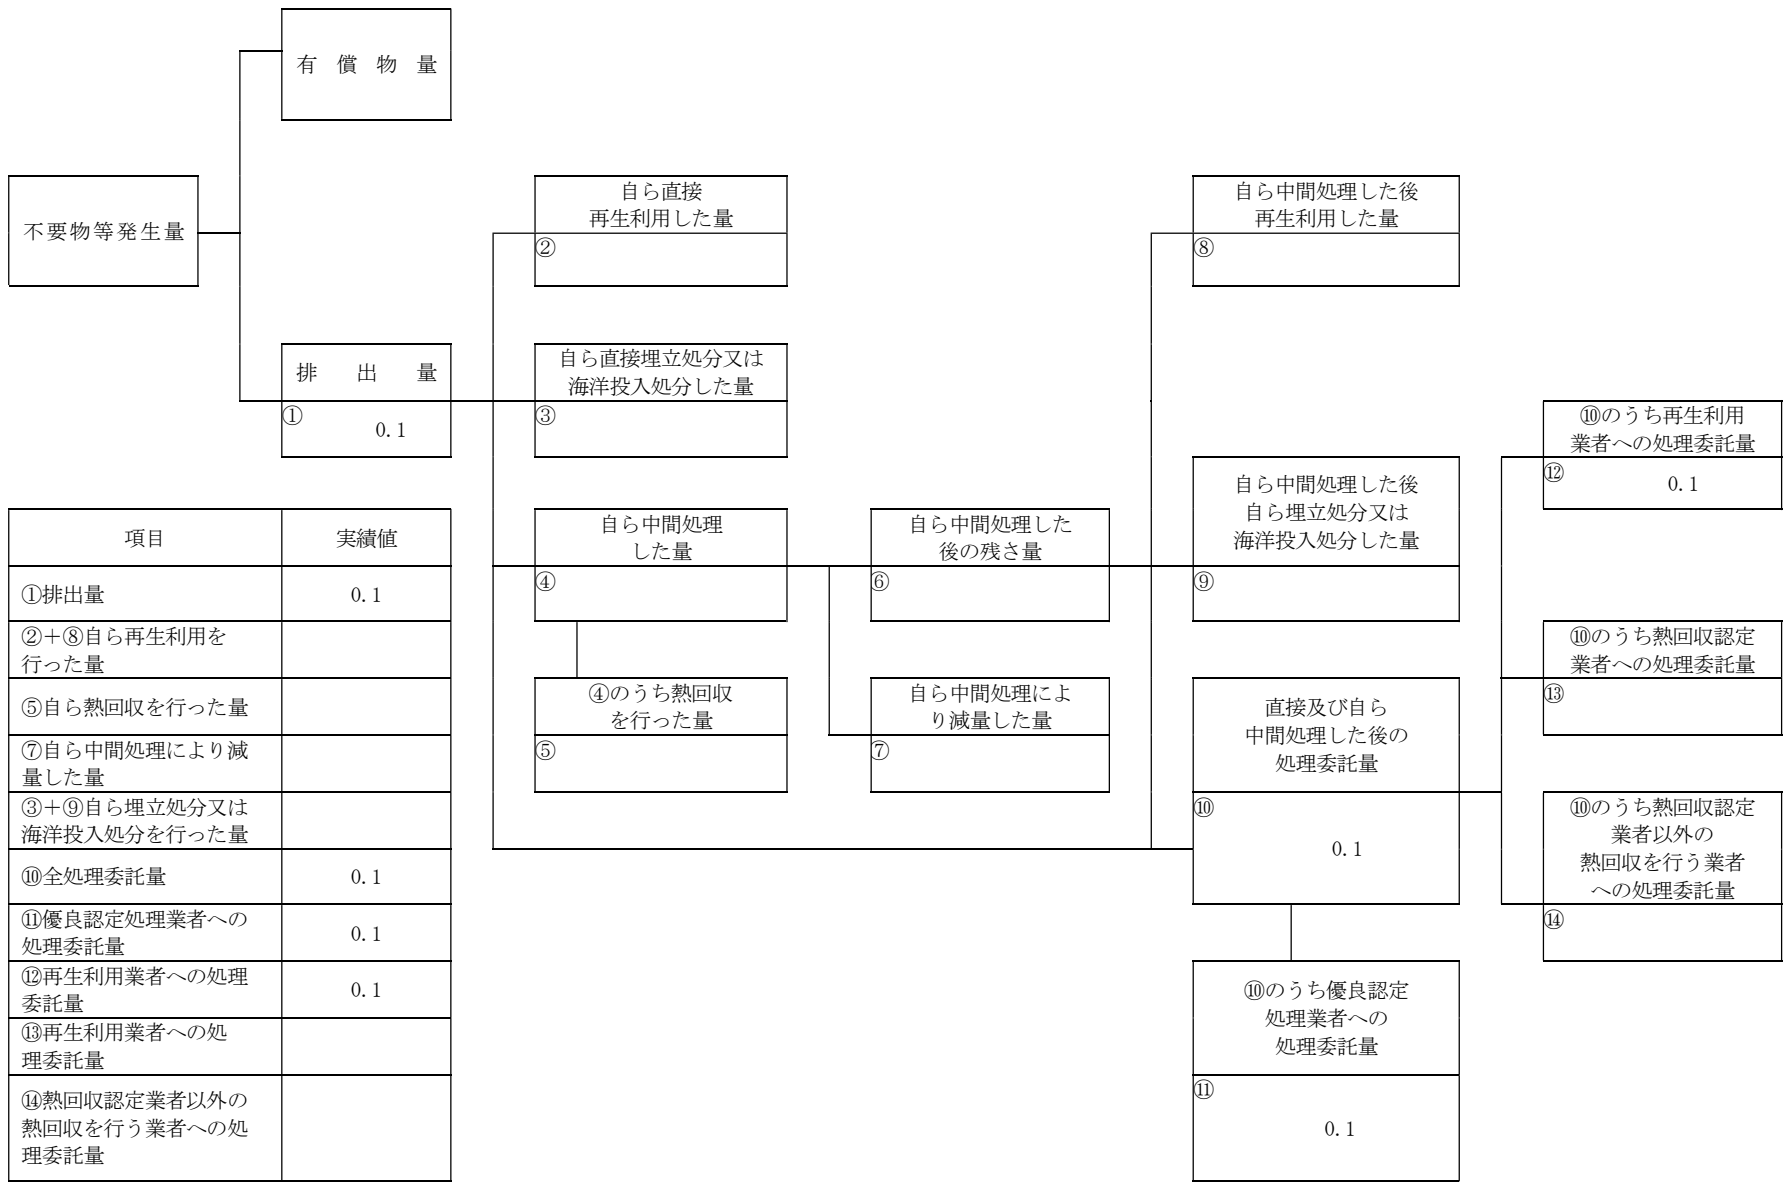 有償物量
不要物等発生量
自ら直接
再生利用した量
②
自ら中間処理した後
再生利用した量
⑧
排出量
①
0.1
自ら直接埋立処分又は
海洋投入処分した量
③
⑩のうち再生利用
業者への処理委託量
⑫
0.1
自ら中間処理
した量
④
自ら中間処理した
後の残さ量
⑥
自ら中間処理した後
自ら埋立処分又は
海洋投入処分した量
⑨
⑩のうち熱回収認定
業者への処理委託量
⑬
④のうち熱回収
を行った量
⑤
自ら中間処理によ
り減量した量
⑦
直接及び自ら
中間処理した後の
処理委託量
⑩
0.1
⑩のうち熱回収認定
業者以外の
熱回収を行う業者
への処理委託量
⑭
⑩のうち優良認定
処理業者への
処理委託量
⑪
0.1
項目 実績値
①排出量 0.1
②＋⑧自ら再生利用を
行った量
⑤自ら熱回収を行った量
⑦自ら中間処理により減
量した量
③＋⑨自ら埋立処分又は
海洋投入処分を行った量
⑩全処理委託量 0.1
⑪優良認定処理業者への
処理委託量 0.1
⑫再生利用業者への処理
委託量 0.1
⑬再生利用業者への処
理委託量
⑭熱回収認定業者以外の
熱回収を行う業者への処
理委託量